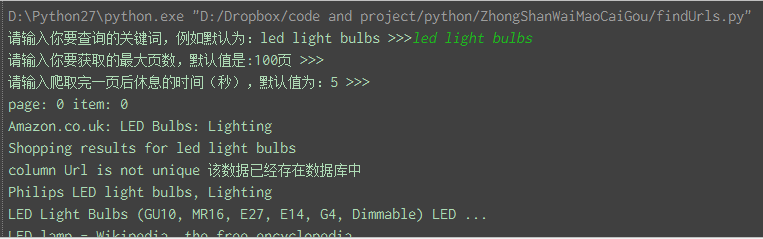 D:\Python27\python.exe "D:/Dropbox/code and project/python/ZhongShanWaiMaoCaiGou/findUrls.py"
请输入你要查询的关键词，例如默认为：led light bulbs >>>led light bulbs
请输入你要获取的最大页数，默认值是:100页 >>>
请输入爬取完一页后休息的时间（秒），默认值为：5 >>>
page: 0 item: 0
Amazon.co.uk: LED Bulbs: Lighting
Shopping results for led light bulbs
column Url is not unique 该数据已经存在数据库中
Philips LED light bulbs, Lighting
LED Light Bulbs (GU10, MR16, E27, E14, G4, Dimmable) LED ...
LED lamp - Wikipedia, the free encyclopedia